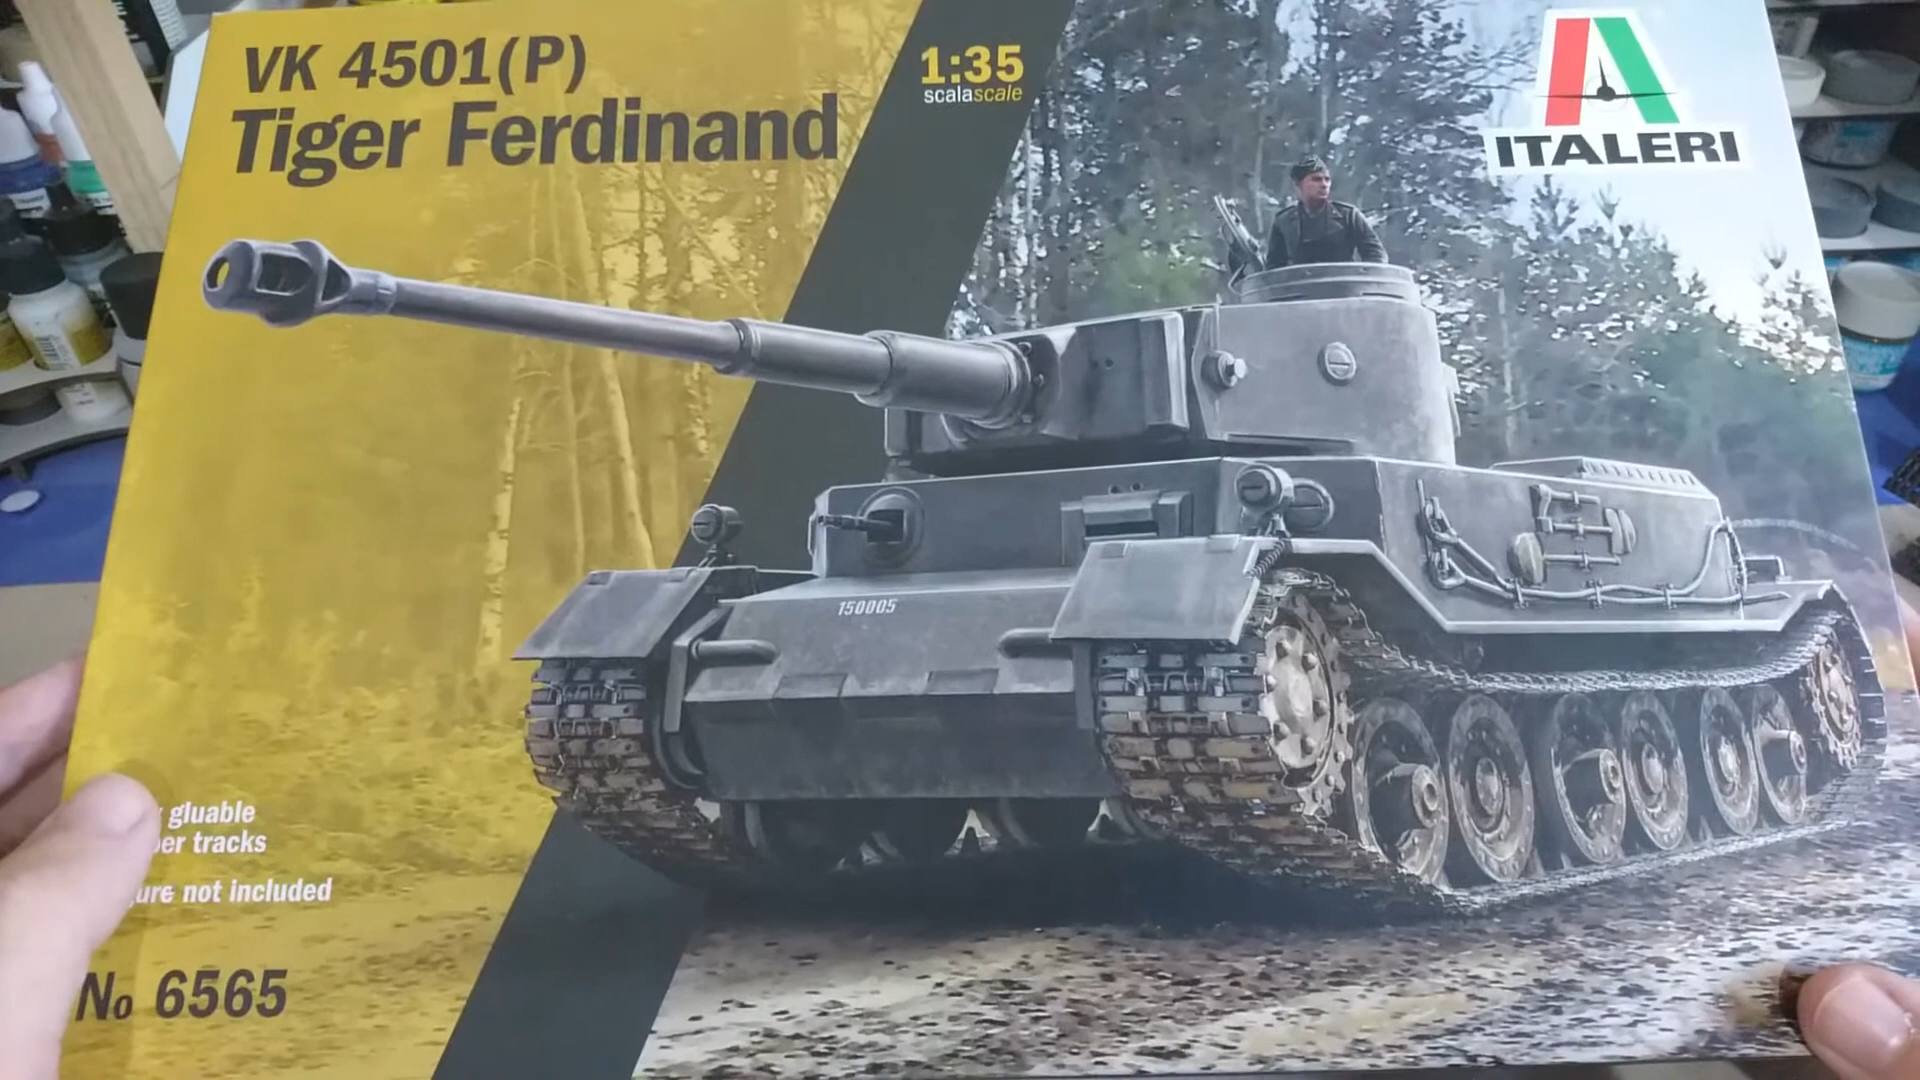 VK 4501(P)
Tiger Ferdinand
1:35
scalascale
ITALERI
150005
gluable
tracks
not included
No 6565